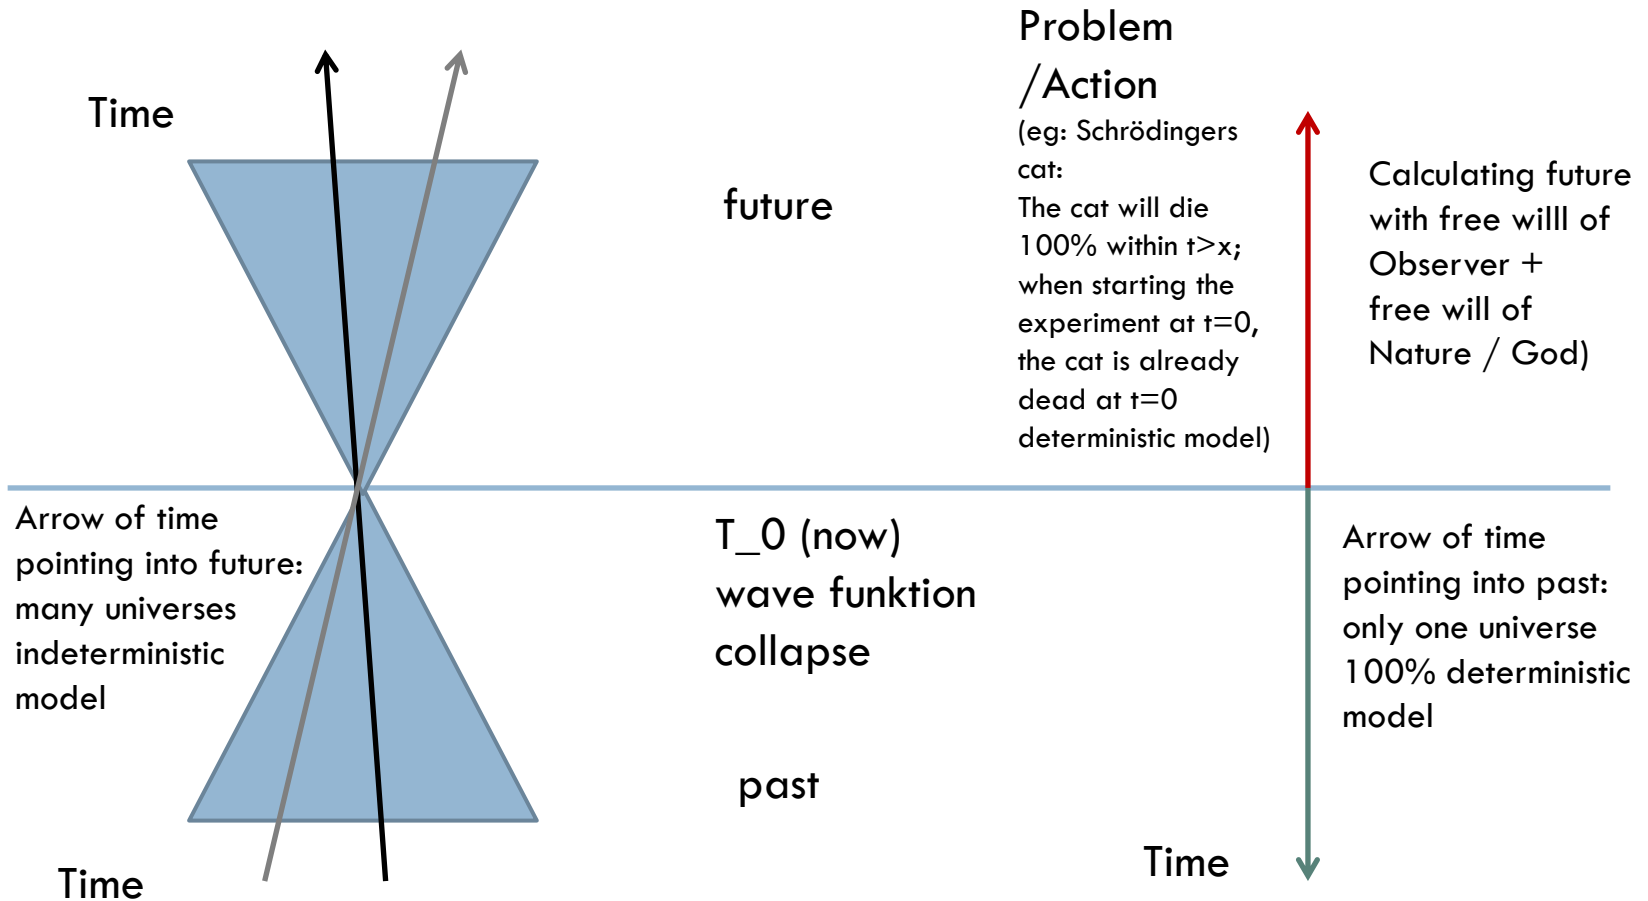 Time
Problem
/Action
(eg: Schrödingers
cat:
The cat will die
100% within t>x;
when starting the
experiment at t=0,
the cat is already
dead at t=0
deterministic model)
future
Calculating future
with free willl of
Observer +
free will of
Nature / God)
Arrow of time
pointing into future:
many universes
indeterministic
model
T_0 (now)
wave funktion
collapse
Arrow of time
pointing into past:
only one universe
100% deterministic
model
past
Time
Time